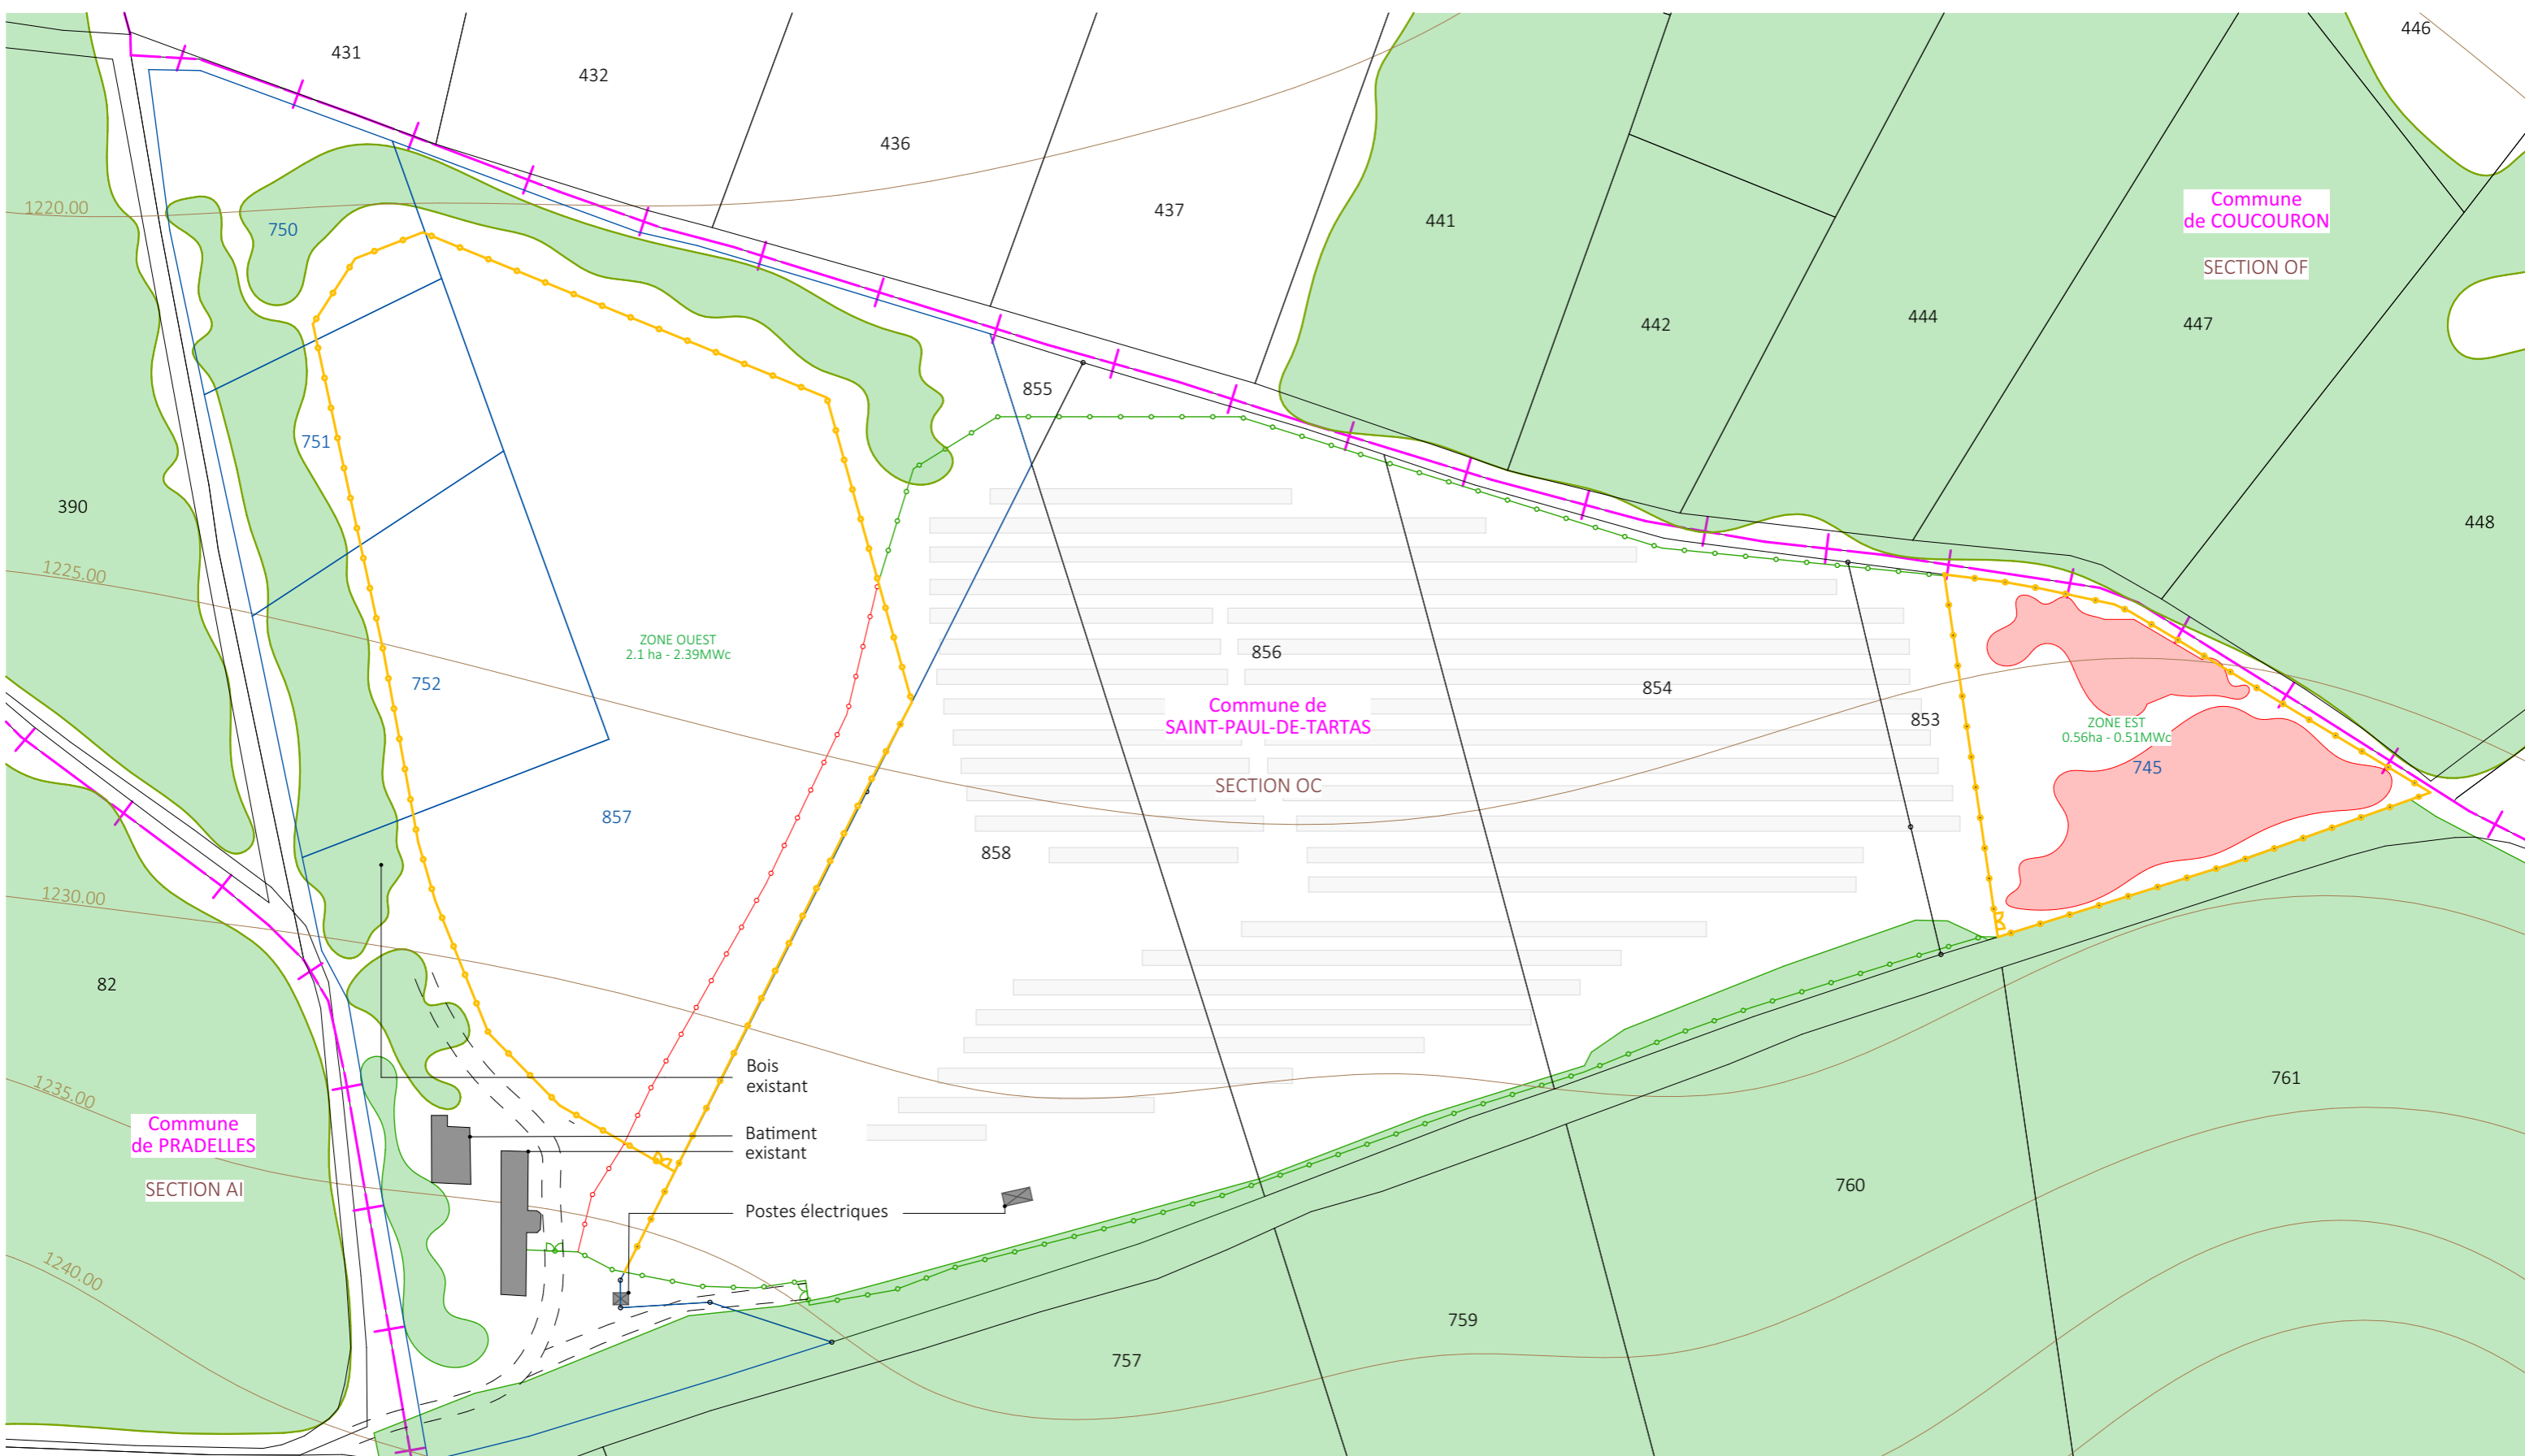 431
432
446
436
Commune
de COUCOURON
437
1220.00
441
750
SECTION OF
442
444
447
855
751
390
448
1225.00
ZONE OUEST
2.1 ha - 2.39MWc
856
752
854
Commune de
SAINT-PAUL-DE-TARTAS
853
ZONE EST
0.56ha - 0.51MWc
745
SECTION OC
857
858
1230.00
82
Bois
existant
761
1235.00
Commune
de PRADELLES
Batiment
existant
SECTION AI
760
Postes électriques
1240.00
759
757